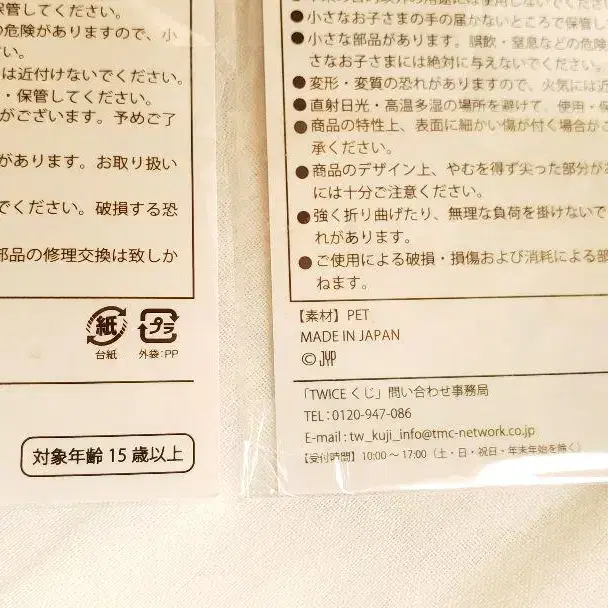 保管してください。
の危険がありますので、小
い。
は近付けないでください。
・保管してください。
がございます。予めご了
があります。お取り扱い
でください。破損する恐
部品の修理交換は致しか
紙
台紙
プラ
外袋:PP
対象年齢 15 歳以上
●小さなお子さまの手の届かないところで保管し
●小さな部品があります。誤飲・窒息などの危険
さなお子さまには絶対に与えないでください。
●変形・変質の恐れがありますので、火気には近
●直射日光・高温多湿の場所を避けて、使用・保
●商品の特性上、表面に細かい傷が付く場合がご
承ください。
●商品のデザイン上、やむを得ず尖った部分があ
には十分ご注意ください。
●強く折り曲げたり、無理な負荷を掛けないで
れがあります。
●ご使用による破損・損傷および消耗による部
ねます。
【素材】PET
MADE IN JAPAN
© JYP
「TWICE くじ」問い合わせ事務局
TEL : 0120-947-086
E-mail : tw_kuji_info@tmc-network.co.jp
【受付時間】10:00 ~ 17:00(土・日・祝日・年末年始を除く)